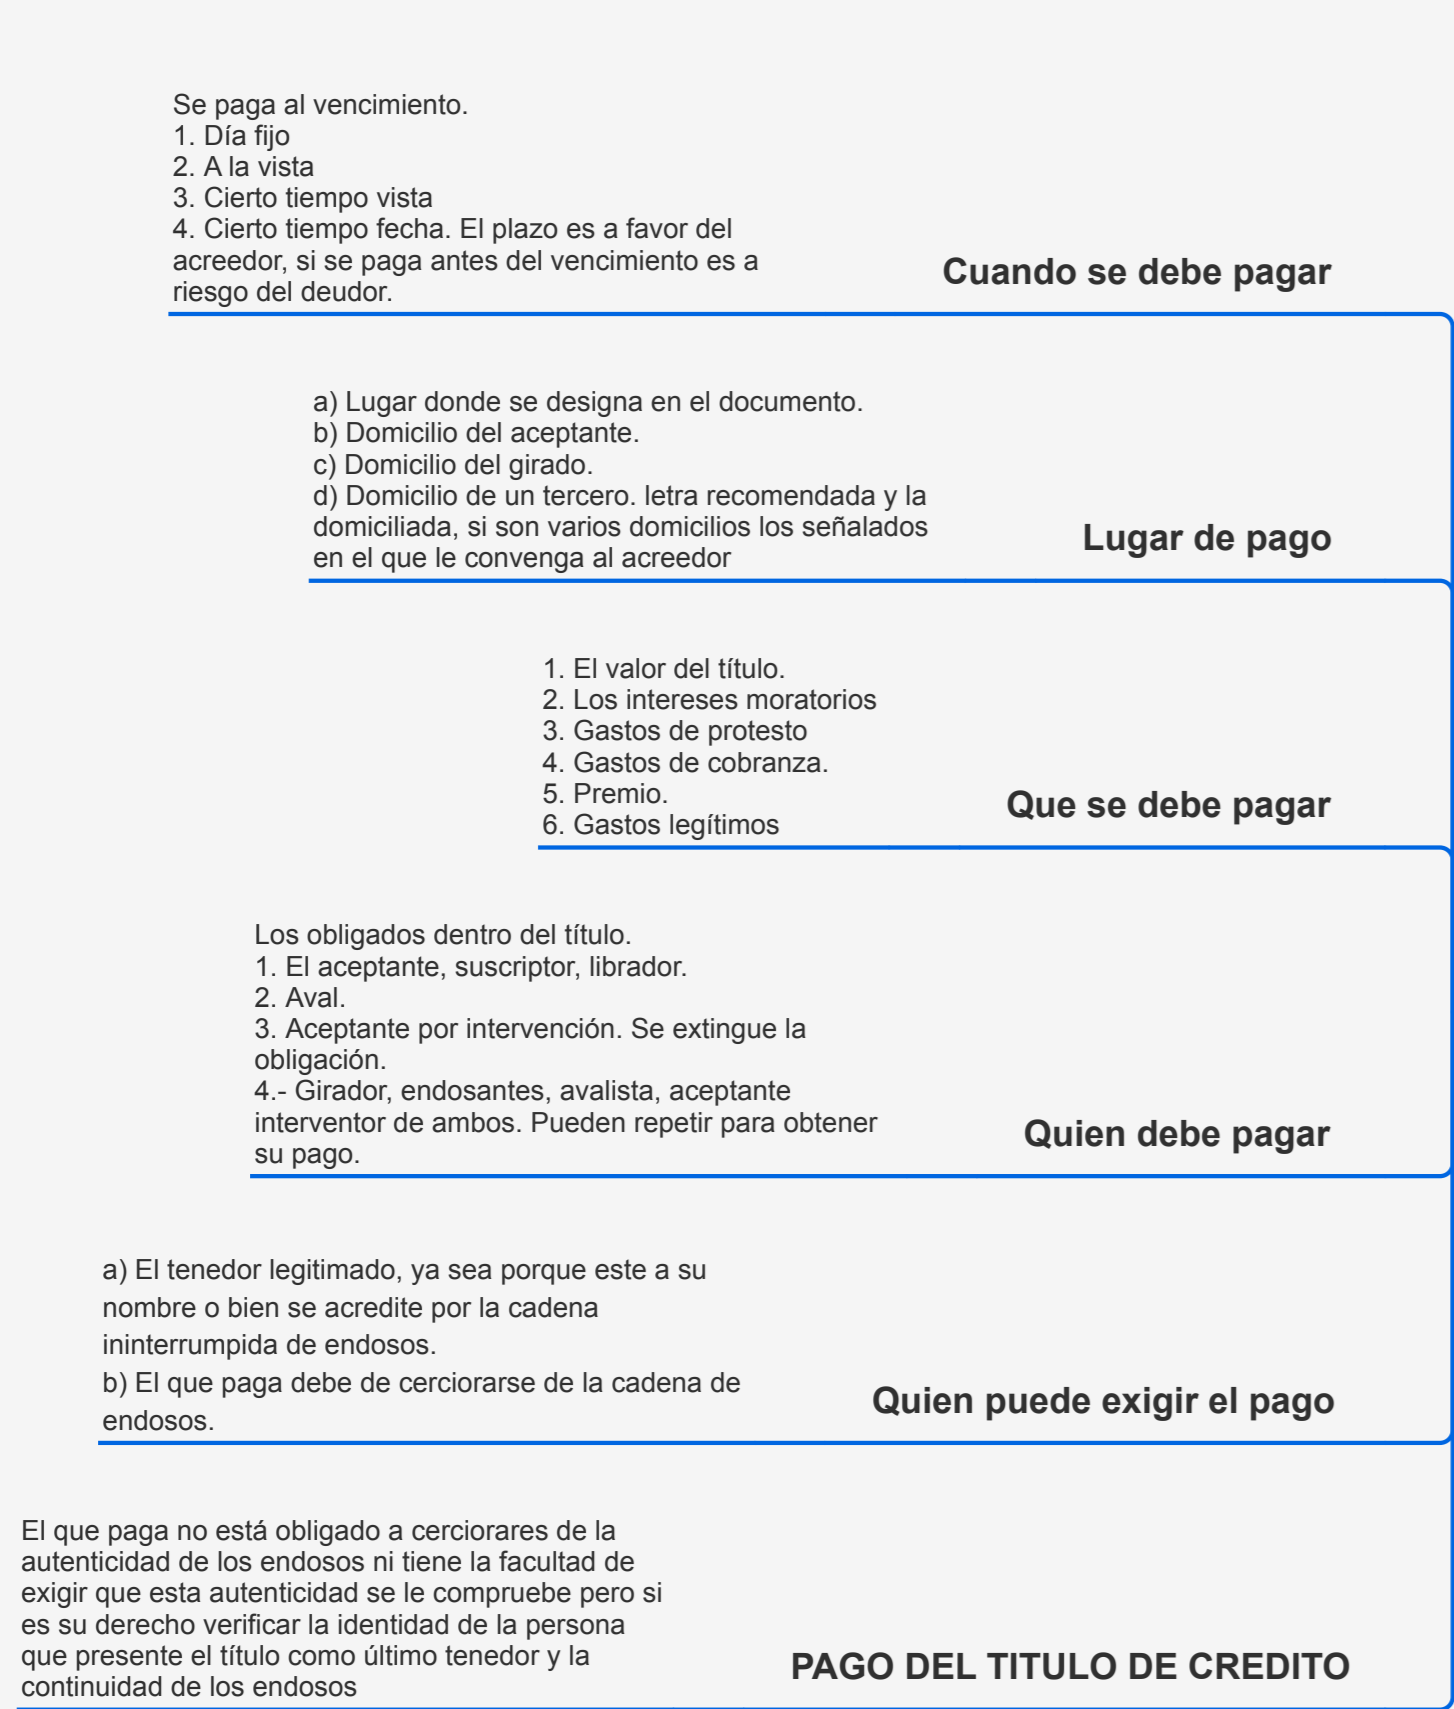 Se paga al vencimiento.
1. Día fijo
2. A la vista
3. Cierto tiempo vista
4. Cierto tiempo fecha. El plazo es a favor del
acreedor, si se paga antes del vencimiento es a
riesgo del deudor.
Cuando se debe pagar
a) Lugar donde se designa en el documento.
b) Domicilio del aceptante.
c) Domicilio del girado.
d) Domicilio de un tercero. letra recomendada y la
domiciliada, si son varios domicilios los señalados
en el que le convenga al acreedor
Lugar de pago
1. El valor del título.
2. Los intereses moratorios
3. Gastos de protesto
4. Gastos de cobranza.
5. Premio.
6. Gastos legítimos
Que se debe pagar
Los obligados dentro del título.
1. El aceptante, suscriptor, librador.
2. Aval.
3. Aceptante por intervención. Se extingue la
obligación.
4.- Girador, endosantes, avalista, aceptante
interventor de ambos. Pueden repetir para obtener
su pago.
Quien debe pagar
a) El tenedor legitimado, ya sea porque este a su
nombre o bien se acredite por la cadena
ininterrumpida de endosos.
b) El que paga debe de cerciorarse de la cadena de
endosos.
Quien puede exigir el pago
El que paga no está obligado a cerciorares de la
autenticidad de los endosos ni tiene la facultad de
exigir que esta autenticidad se le compruebe pero si
es su derecho verificar la identidad de la persona
que presente el título como último tenedor y la
continuidad de los endosos
PAGO DEL TITULO DE CREDITO